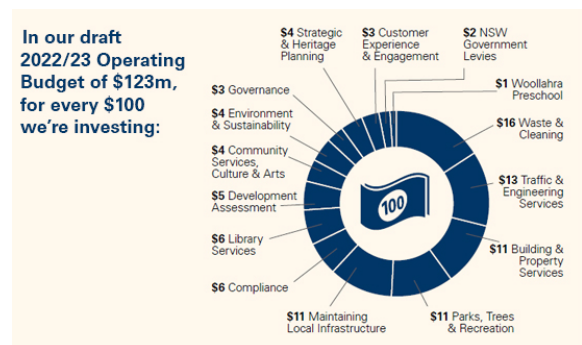 In our draft
2022/23 Operating
Budget of $123m,
for every $100
we're investing:
$4 Strategic
& Heritage
Planning
$3 Customer
Experience
& Engagement
$2 NSW
Government
Levies
$1 Woollahra
Preschool
$16 Waste &
Cleaning
$13 Traffic &
Engineering
Services
$11 Building &
Property
Services
$11 Parks, Trees
& Recreation
$11 Maintaining
Local Infrastructure
$6 Compliance
$6 Library
Services
$5 Development
Assessment
$4 Community
Services,
Culture & Arts
$4 Environment
& Sustainability
$3 Governance
100